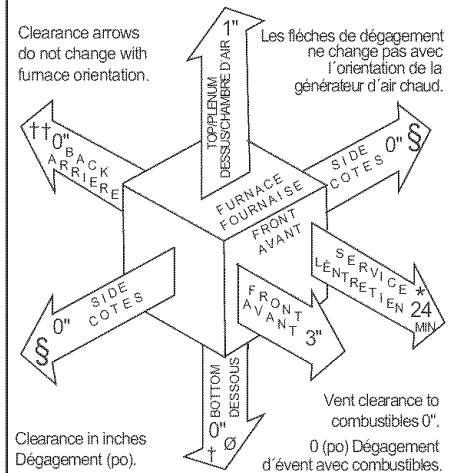 Clearance arrows
do not change with
furnace orientation.
Les fléches de dégagement
ne change pas avec
l´orientation de la
générateur d´air chaud.
1"
TOP/PLENUM
DESSUS/CHAMBRE D'AIR
††0"
BACK
ARRIERE
SIDE 0" §
COTES
FURNACE
FOURNAISE
FRONT
AVANT
SERVICE *
LÈNTRETIEN 24
MIN
SIDE
COTES
0"
§
FRONT
AVANT 3"
BOTTOM
DESSOUS
0"
† Ø
Vent clearance to
combustibles 0".
0 (po) Dégagement
d´évent avec combustibles.
Clearance in inches
Dégagement (po).